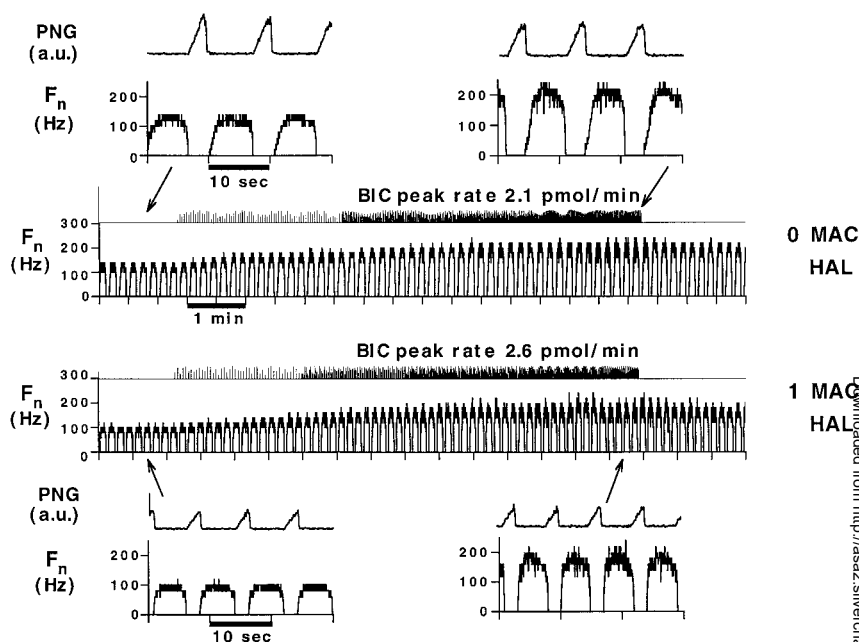 PNG
(a.u.)
F n
(Hz)
200
100
0
200
100
0
10 sec
BIC peak rate 2.1 pmol/min
F n
(Hz)
300
200
100
0
0 MAC
HAL
1 min
BIC peak rate 2.6 pmol/min
F n
(Hz)
300
200
100
0
1 MAC
HAL
PNG
(a.u.)
F n
(Hz)
200
100
0
200
100
0
10 sec